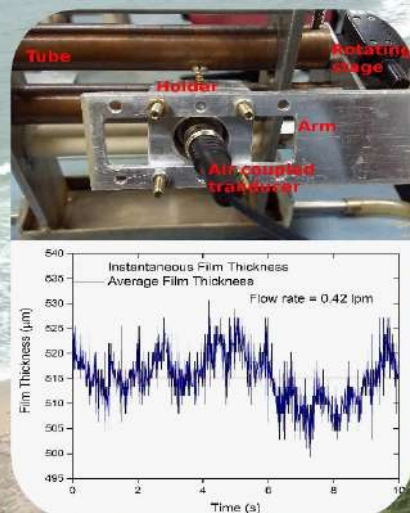 Tube
Rotating
stage
Holder
Arm
Air coupled
tranducer
540
535
530
525
520
515
510
505
500
495
Film Thickness (µm)
Instantaneous Film Thickness
Average Film Thickness
Flow rate = 0.42 lpm
0 2 4 6 8 10
Time (s)